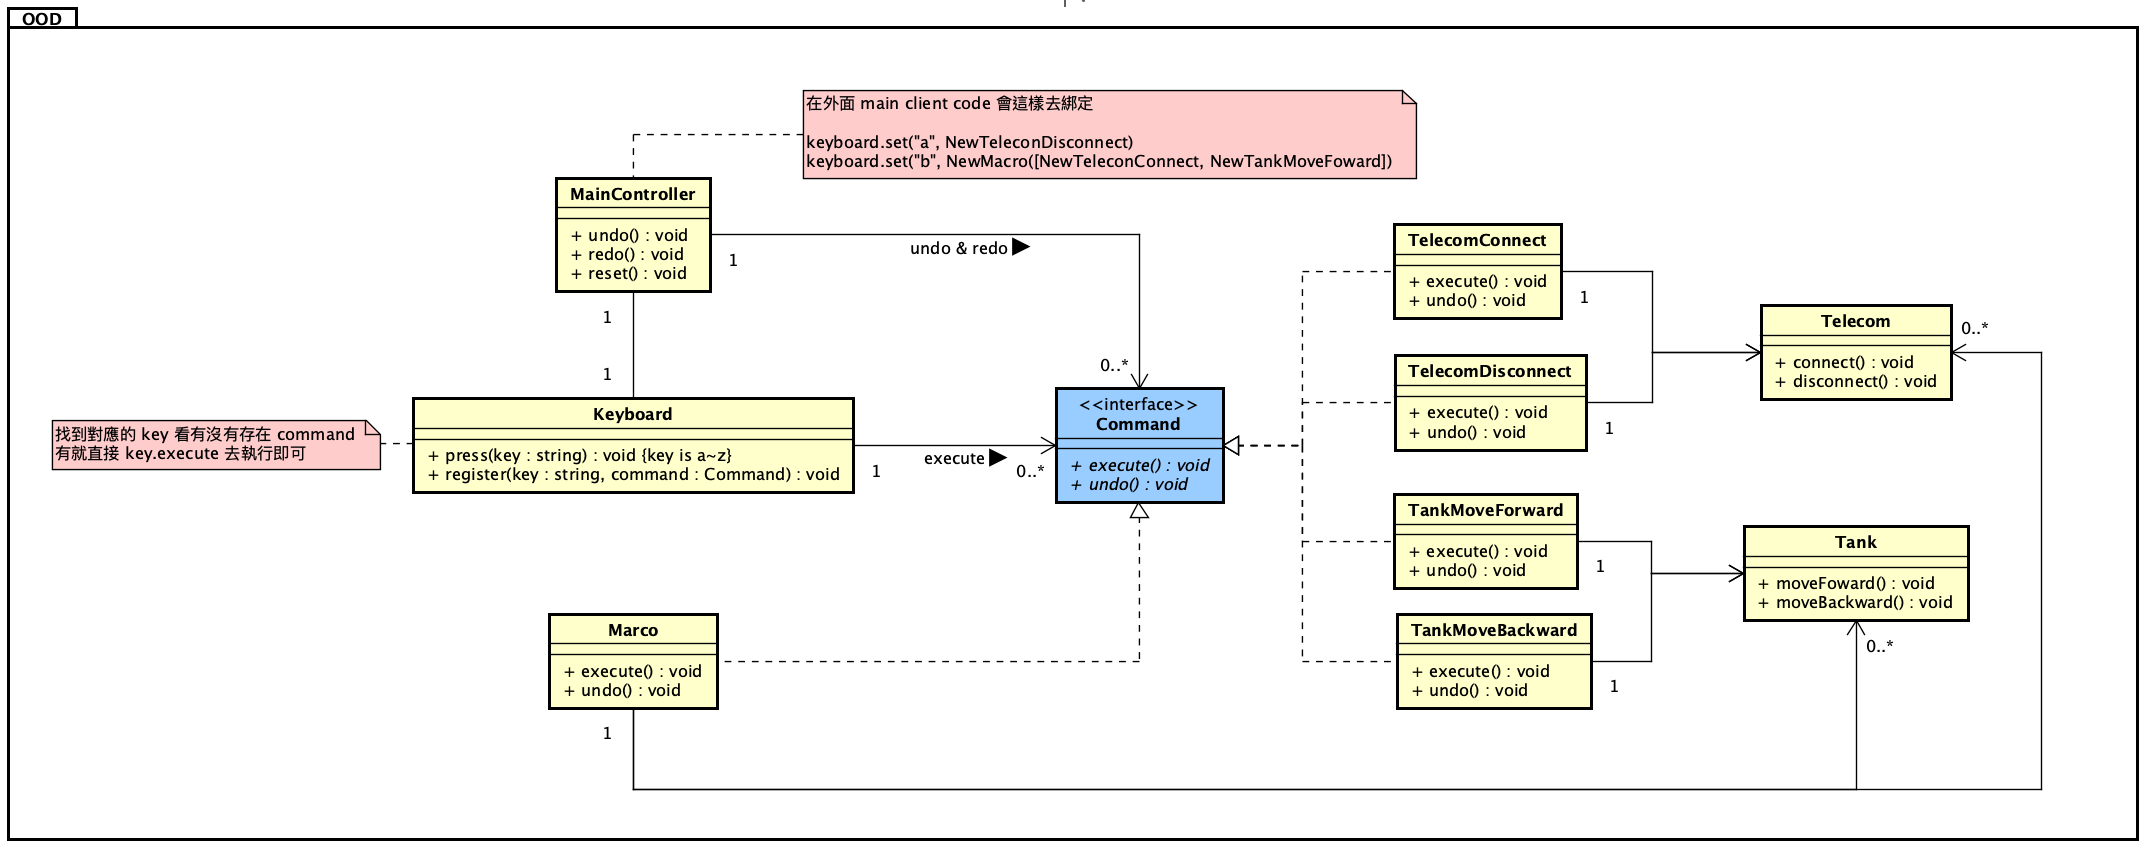 OOD
在外面 main client code 會這樣去綁定
keyboard.set("a", NewTeleconDisconnect)
keyboard.set("b", NewMacro([NewTeleconConnect, NewTankMoveFoward])
MainController
+ undo() : void
+ redo() : void
+ reset() : void
1
undo & redo
0..*
1
1
Keyboard
+ press(key : string) : void {key is a~z}
+ register(key : string, command : Command) : void
找到對應的 key 看有沒有存在 command
有就直接 key.execute 去執行即可
1
execute
0..*
<<interface>>
Command
+ execute() : void
+ undo() : void
TelecomConnect
+ execute() : void
+ undo() : void
1
TelecomDisconnect
+ execute() : void
+ undo() : void
1
Telecom
+ connect() : void
+ disconnect() : void
0..*
TankMoveForward
+ execute() : void
+ undo() : void
1
TankMoveBackward
+ execute() : void
+ undo() : void
1
Tank
+ moveFoward() : void
+ moveBackward() : void
0..*
Marco
+ execute() : void
+ undo() : void
1